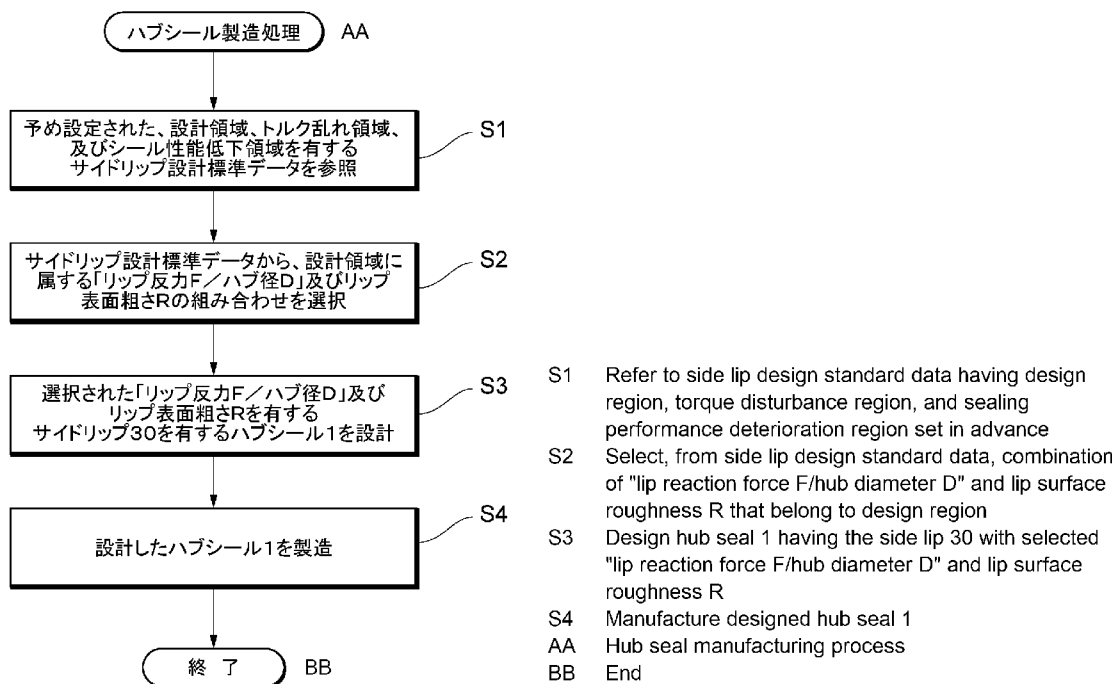 ハブシール製造処理 AA
予め設定された、設計領域、トルク乱れ領域、
及びシール性能低下領域を有する
サイドリップ設計標準データを参照
S1
サイドリップ設計標準データから、設計領域に
属する「リップ反力F／ハブ径D」及びリップ
表面粗さRの組み合わせを選択
S2
選択された「リップ反力F／ハブ径D」及び
リップ表面粗さRを有する
サイドリップ30を有するハブシール1を設計
S3
設計したハブシール1を製造
S4
終 了 BB
S1 Refer to side lip design standard data having design
region, torque disturbance region, and sealing
performance deterioration region set in advance
S2 Select, from side lip design standard data, combination
of "lip reaction force F/hub diameter D" and lip surface
roughness R that belong to design region
S3 Design hub seal 1 having the side lip 30 with selected
"lip reaction force F/hub diameter D" and lip surface
roughness R
S4 Manufacture designed hub seal 1
AA Hub seal manufacturing process
BB End